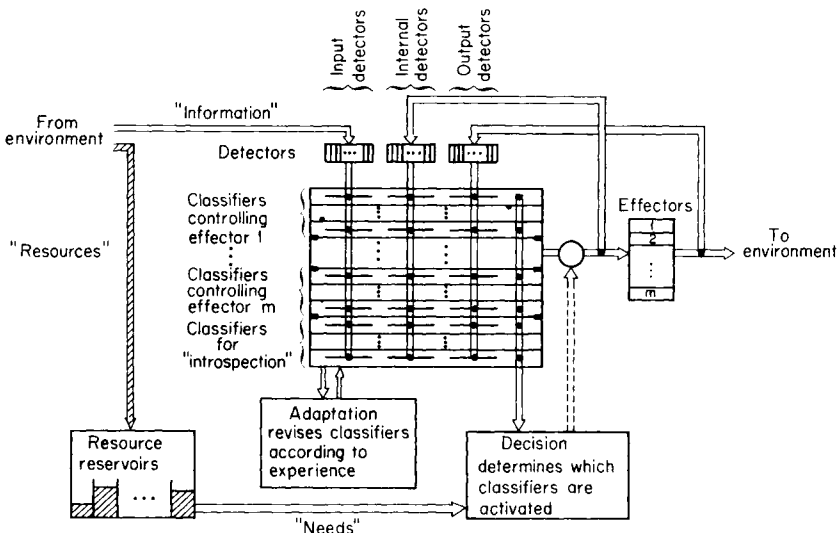 Input
detectors
Internal
detectors
Output
detectors
"Information"
From
environment
Detectors
Classifiers
controlling
effector 1
Effectors
1
2
m
To
environment
"Resources"
Classifiers
controlling
effector m
Classifiers
for
"introspection"
Adaptation
revises classifiers
according to
experience
Decision
determines which
classifiers are
activated
Resource
reservoirs
"Needs"